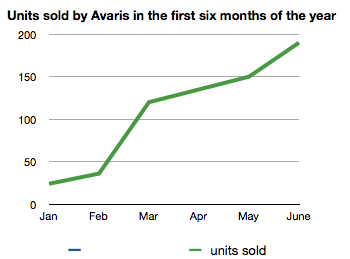 Units sold by Avaris in the first six months of the year
200
150
100
50
0
Jan Feb Mar Apr May June
units sold